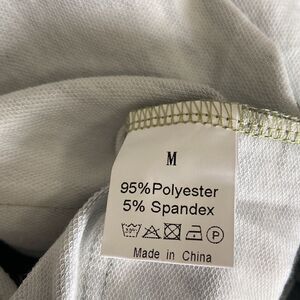 M
95%Polyester
5% Spandex
Made in China